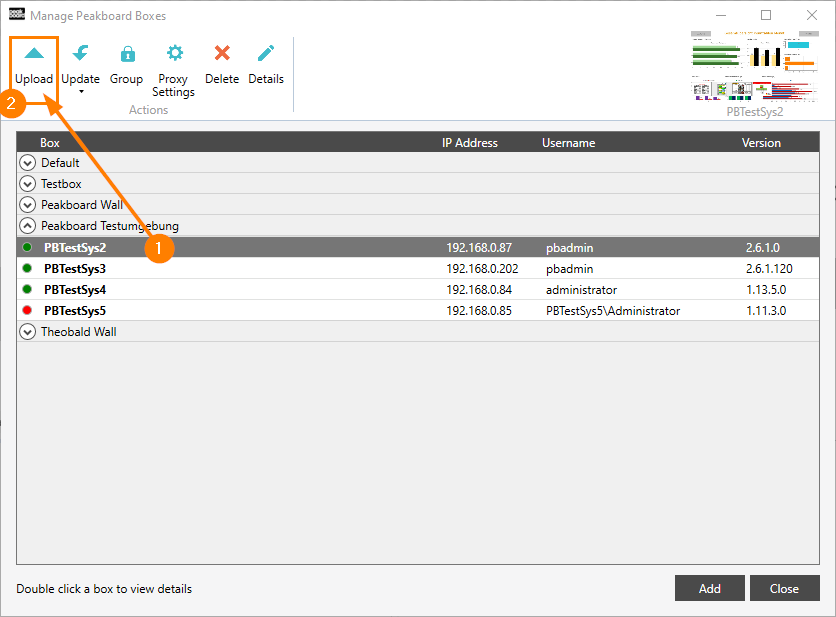 peak
board
Manage Peakboard Boxes
Upload Update Group Proxy Settings Delete Details
Actions
PBTestSys2
2
Box IP Address Username Version
Default
Testbox
Peakboard Wall
Peakboard Testumgebung
PBTestSys2 192.168.0.87 pbadmin 2.6.1.0
1
PBTestSys3 192.168.0.202 pbadmin 2.6.1.120
PBTestSys4 192.168.0.84 administrator 1.13.5.0
PBTestSys5 192.168.0.85 PBTestSys5\Administrator 1.11.3.0
Theobald Wall
Double click a box to view details
Add Close